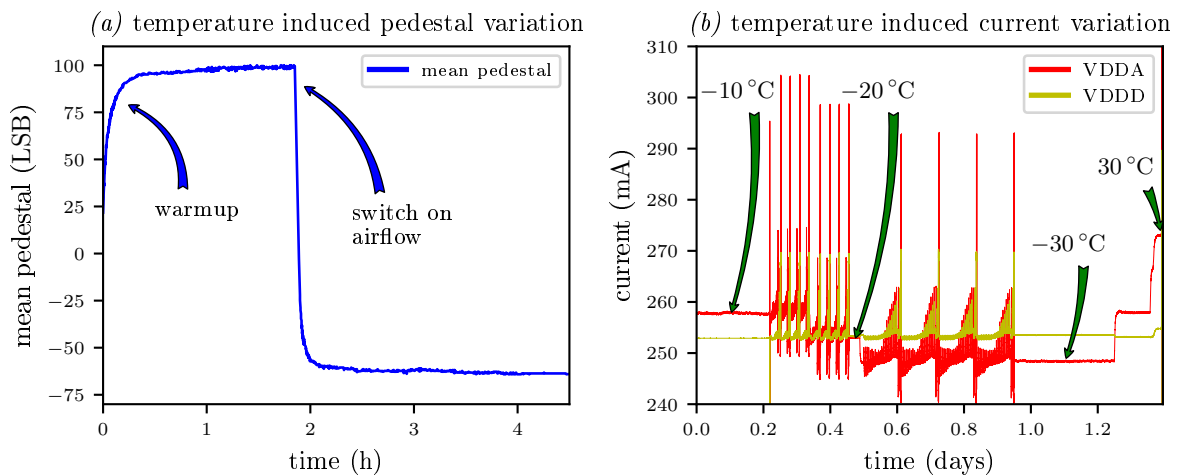 (a) temperature induced pedestal variation
mean pedestal (LSB)
100
75
50
25
0
−25
−50
−75
mean pedestal
warmup
switch on
airflow
0 1 2 3 4
time (h)
(b) temperature induced current variation
current (mA)
310
300
290
280
270
260
250
240
VDDA
VDDD
−10 °C
−20 °C
30 °C
−30 °C
0.0 0.2 0.4 0.6 0.8 1.0 1.2
time (days)